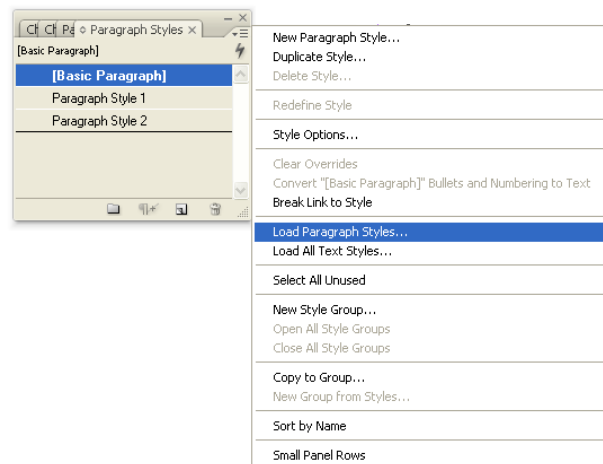 Paragraph Styles
[Basic Paragraph]
[Basic Paragraph]
Paragraph Style 1
Paragraph Style 2
New Paragraph Style...
Duplicate Style...
Delete Style...
Redefine Style
Style Options...
Clear Overrides
Convert "[Basic Paragraph]" Bullets and Numbering to Text
Break Link to Style
Load Paragraph Styles...
Load All Text Styles...
Select All Unused
New Style Group...
Open All Style Groups
Close All Style Groups
Copy to Group...
New Group from Styles...
Sort by Name
Small Panel Rows